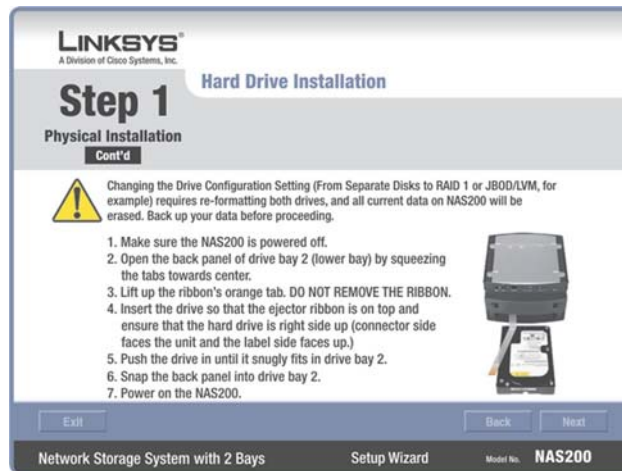 LINKSYS®
A Division of Cisco Systems, Inc.
Hard Drive Installation
Step 1
Physical Installation
Cont'd
Changing the Drive Configuration Setting (From Separate Disks to RAID 1 or JBOD/LVM, for
example) requires re-formatting both drives, and all current data on NAS200 will be
erased. Back up your data before proceeding.
1. Make sure the NAS200 is powered off.
2. Open the back panel of drive bay 2 (lower bay) by squeezing
the tabs towards center.
3. Lift up the ribbon's orange tab. DO NOT REMOVE THE RIBBON.
4. Insert the drive so that the ejector ribbon is on top and
ensure that the hard drive is right side up (connector side
faces the unit and the label side faces up.)
5. Push the drive in until it snugly fits in drive bay 2.
6. Snap the back panel into drive bay 2.
7. Power on the NAS200.
Exit
Back
Next
Network Storage System with 2 Bays
Setup Wizard
Model No. NAS200